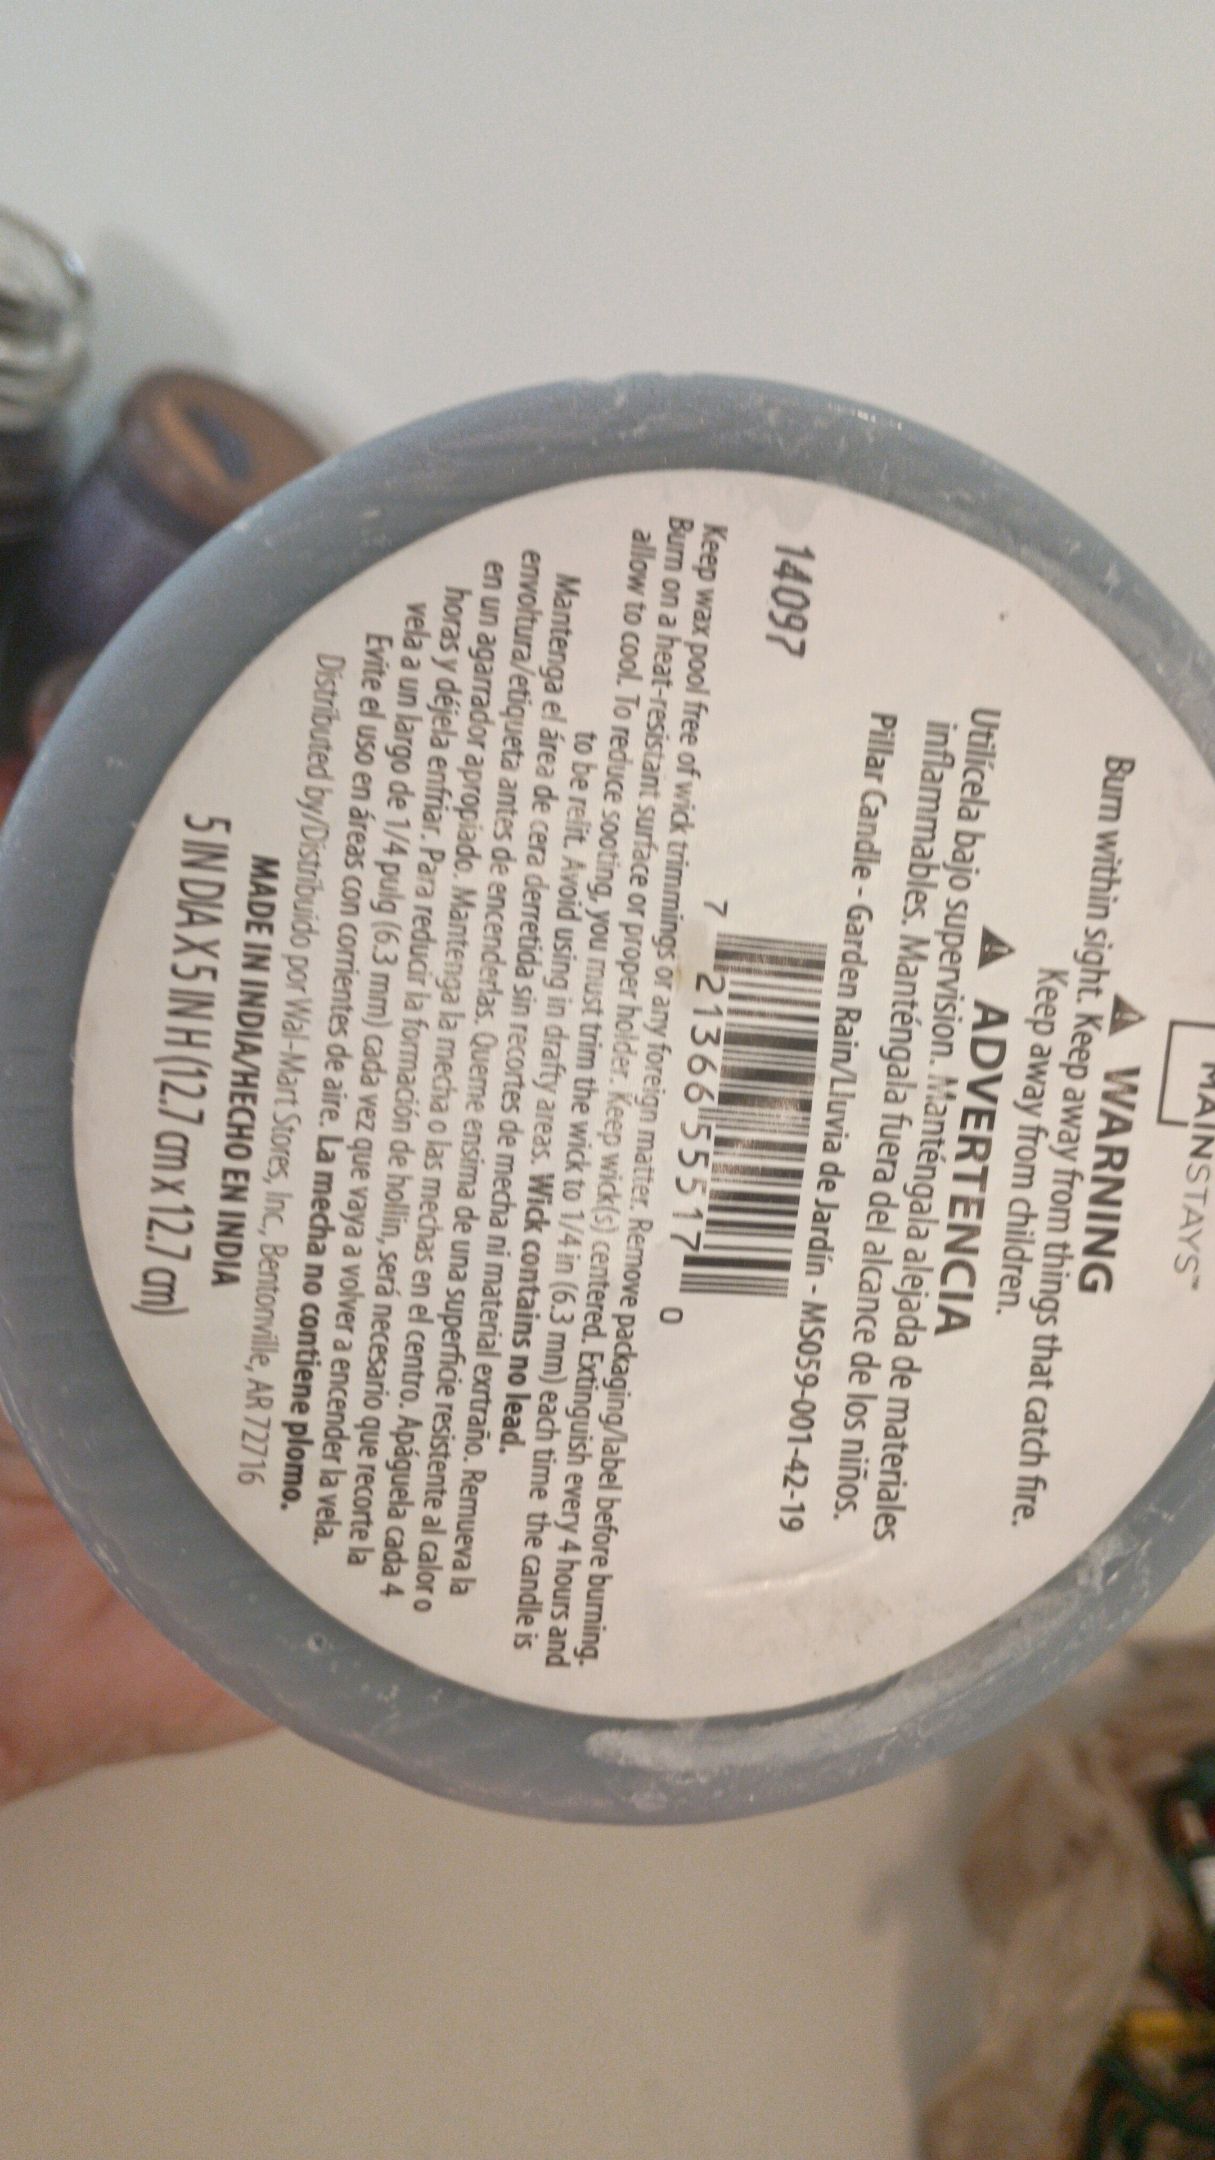 MAINSTAYS™
⚠ WARNING
Burn within sight. Keep away from things that catch fire.
Keep away from children.
⚠ ADVERTENCIA
Utilícela bajo supervision. Manténgala alejada de materiales
inflammables. Manténgala fuera del alcance de los niños.
Pillar Candle - Garden Rain/Lluvia de Jardín - MS059-001-42-19
14097
7 21366 55517 0
Keep wax pool free of wick trimmings or any foreign matter. Remove packaging/label before burning.
Burn on a heat-resistant surface or proper holder. Keep wick(s) centered. Extinguish every 4 hours and
allow to cool. To reduce sooting, you must trim the wick to 1/4 in (6.3 mm) each time the candle is
to be relit. Avoid using in drafty areas. Wick contains no lead.
Mantenga el área de cera derretida sin recortes de mecha ni material exrtraño. Remueva la
envoltura/etiqueta antes de encenderlas. Queme ensima de una superficie resistente al calor o
en un agarrador apropiado. Mantenga la mecha o las mechas en el centro. Apáguela cada 4
horas y déjela enfriar. Para reducir la formación de hollin, será necesario que recorte la
vela a un largo de 1/4 pulg (6.3 mm) cada vez que vaya a volver a encender la vela.
Evite el uso en áreas con corrientes de aire. La mecha no contiene plomo.
Distributed by/Distribuido por Wal-Mart Stores, Inc., Bentonville, AR 72716
MADE IN INDIA/HECHO EN INDIA
5 IN DIA X 5 IN H (12.7 cm x 12.7 cm)